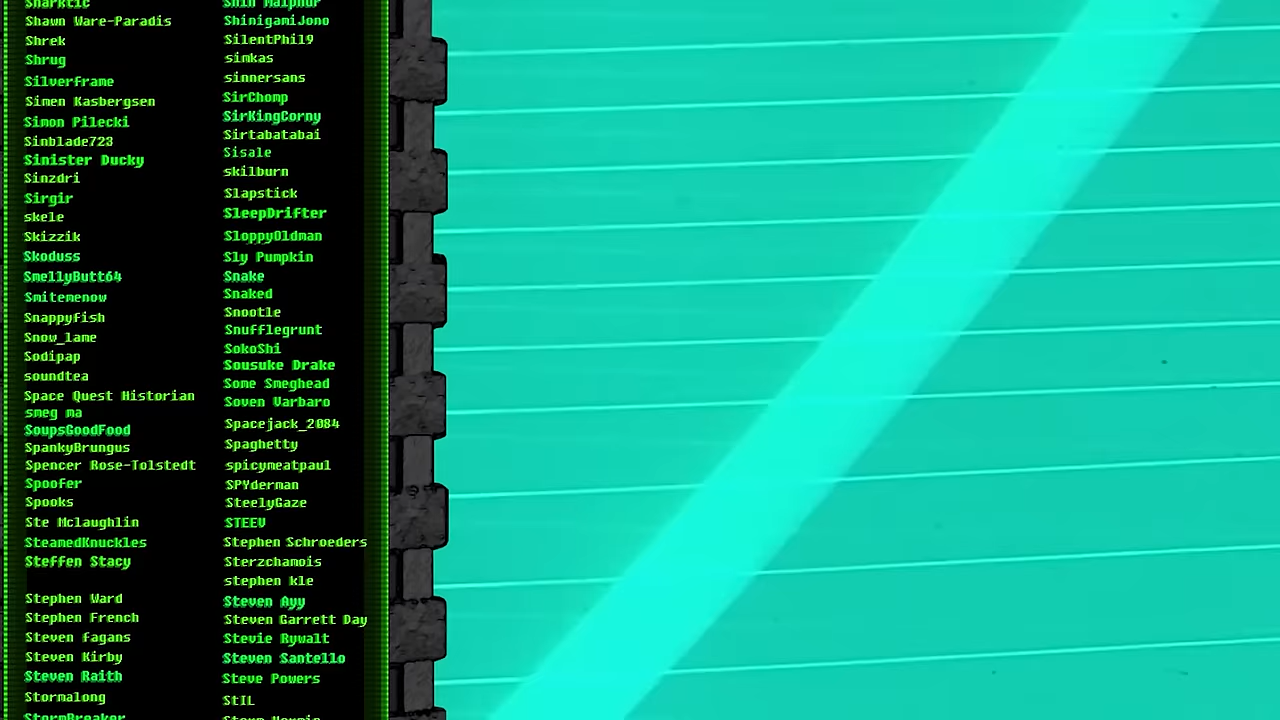 Sharktic
Shawn Ware-Paradis
Shrek
Shrug
Silverframe
Simen Kasbergsen
Simon Pilecki
Sinblade723
Sinister Ducky
Sinzdri
Sirgir
skele
Skizzik
Skoduss
SmellyButt64
Smitemenow
Snappyfish
Snow_lame
Sodipap
soundtea
Space Quest Historian
smeg ma
SoupsGoodFood
SpankyBrungus
Spencer Rose-Tolstedt
Spoofer
Spooks
Ste Mclaughlin
SteamedKnuckles
Steffen Stacy
Stephen Ward
Stephen French
Steven Fagans
Steven Kirby
Steven Raith
Stormalong
StormBreaker
Shin Malphur
ShinigamiJono
SilentPhil9
simkas
sinnersans
SirChomp
SirKingCorny
Sirtabatabai
Sisale
skilburn
Slapstick
SleepDrifter
SloppyOldman
Sly Pumpkin
Snake
Snaked
Snootle
Snufflegrunt
SokoShi
Sousuke Drake
Some Smeghead
Soven Varbaro
Spacejack_2084
Spaghetty
spicymeatpaul
SPYderman
SteelyGaze
STEEV
Stephen Schroeders
Sterzchamois
stephen kle
Steven Ayy
Steven Garrett Day
Stevie Rywalt
Steven Santello
Steve Powers
StIL